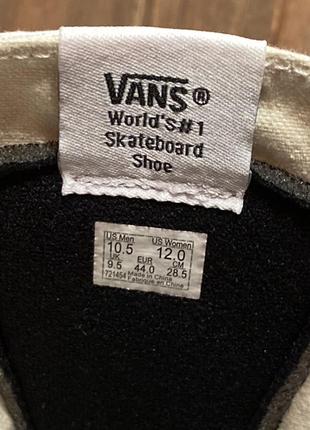 VANS®
World's#1
Skateboard
Shoe
US Men US Women
10.5 12.0
UK EUR CM
9.5 44.0 28.5
721454 Made in China
Fabriqué en Chine